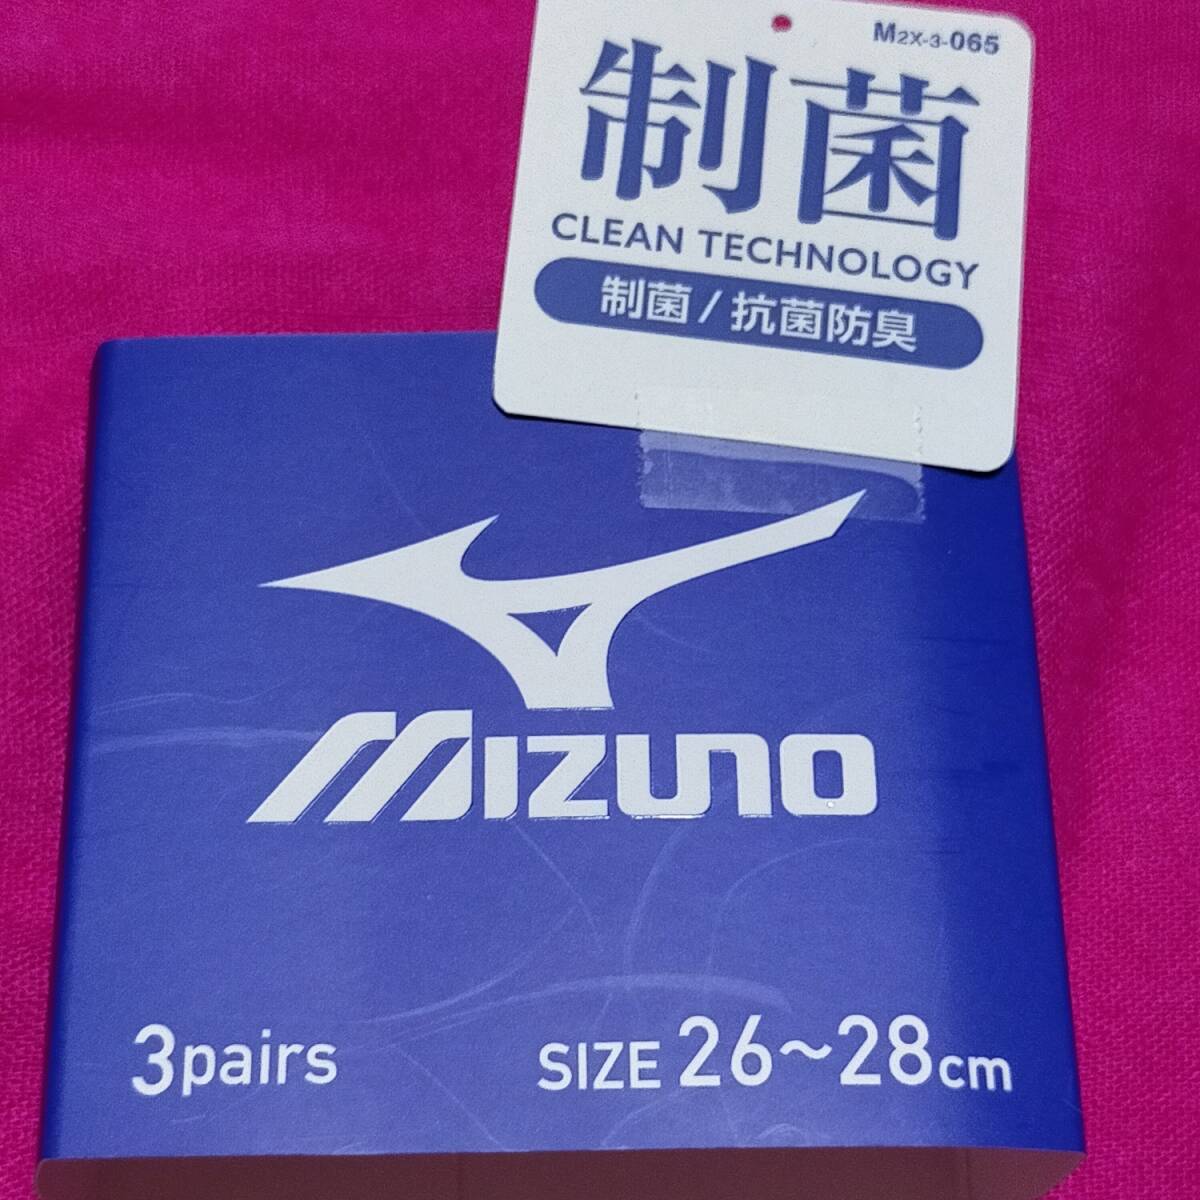 M2X-3-065
制菌
CLEAN TECHNOLOGY
制菌/抗菌防臭
MIZUNO
3pairs
SIZE 26~28cm